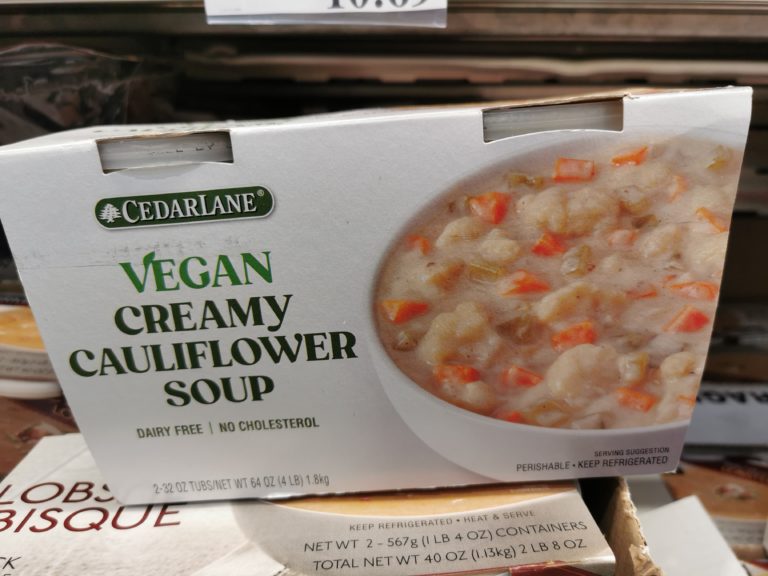 CEDARLANE®
VEGAN
CREAMY
CAULIFLOWER
SOUP
DAIRY FREE | NO CHOLESTEROL
2-32 OZ TUBS/NET WT 64 OZ (4 LB) 1.8kg
SERVING SUGGESTION
PERISHABLE • KEEP REFRIGERATED
BISQUE
KEEP REFRIGERATED • HEAT & SERVE
NET WT 2 – 567g (1 LB 4 OZ) CONTAINERS
TOTAL NET WT 40 OZ (1.13kg) 2 LB 8 OZ